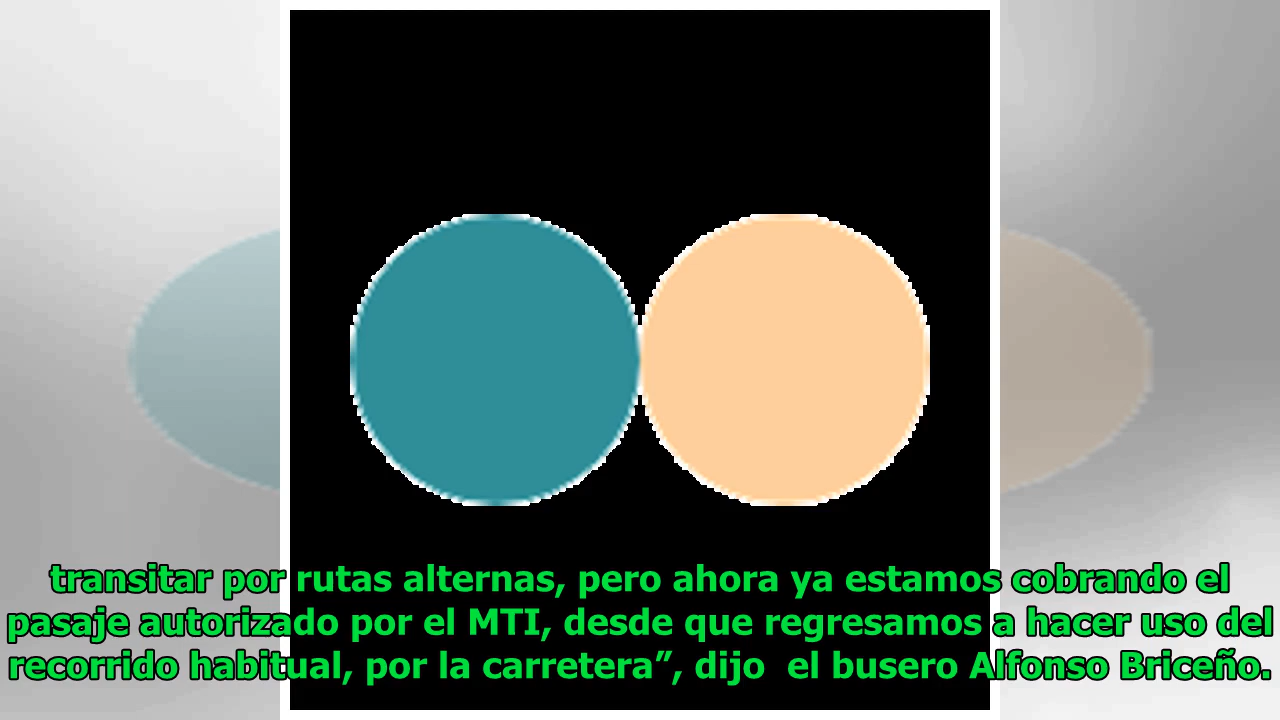 transitar por rutas alternas, pero ahora ya estamos cobrando el
pasaje autorizado por el MTI, desde que regresamos a hacer uso del
recorrido habitual, por la carretera”, dijo  el busero Alfonso Briceño.